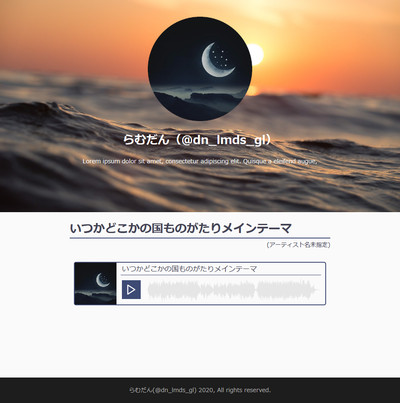 らむだん（@dn_lmds_gl）
Lorem ipsum dolor sit amet, consectetur adipiscing elit. Quisque a eleifend augue,
いつかどこかの国ものがたりメインテーマ
(アーティスト名未指定)
いつかどこかの国ものがたりメインテーマ
らむだん(@dn_lmds_gl) 2020, All rights reserved.